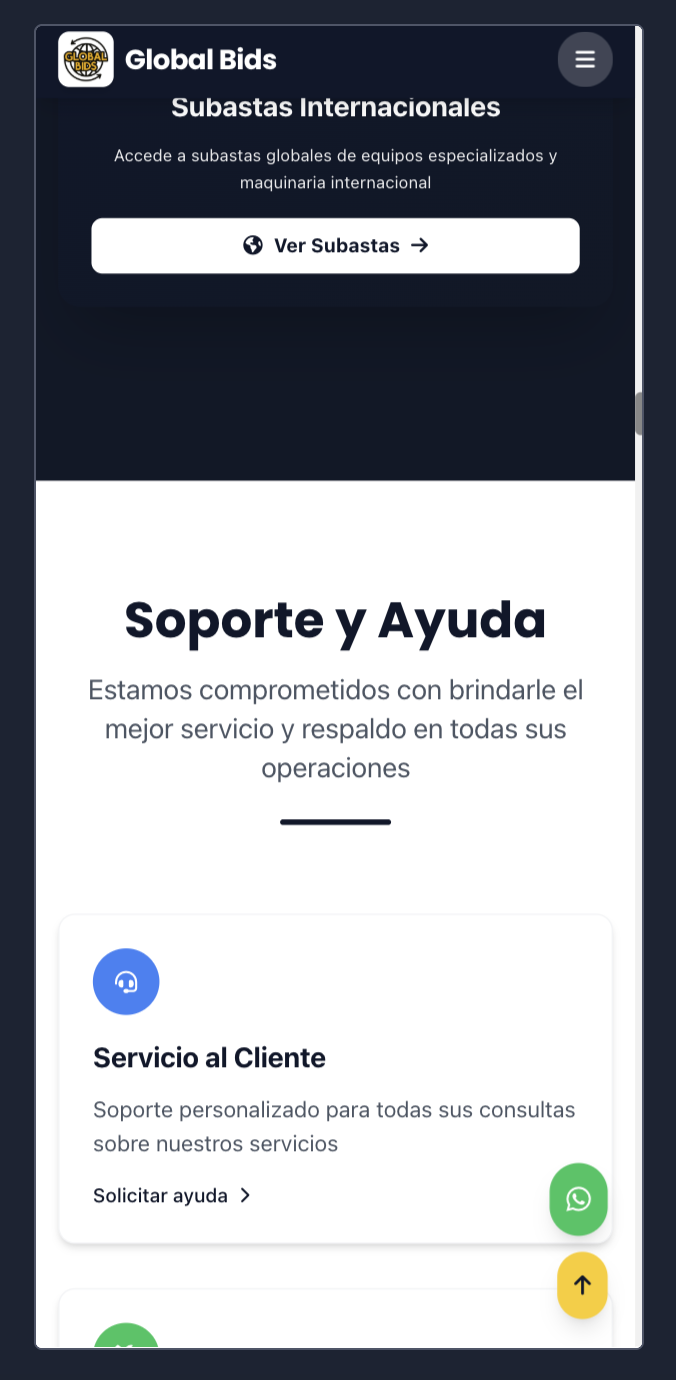 GLOBAL
BIDS
Global Bids
Subastas Internacionales
Accede a subastas globales de equipos especializados y
maquinaria internacional
Ver Subastas
Soporte y Ayuda
Estamos comprometidos con brindarle el
mejor servicio y respaldo en todas sus
operaciones
Servicio al Cliente
Soporte personalizado para todas sus consultas
sobre nuestros servicios
Solicitar ayuda